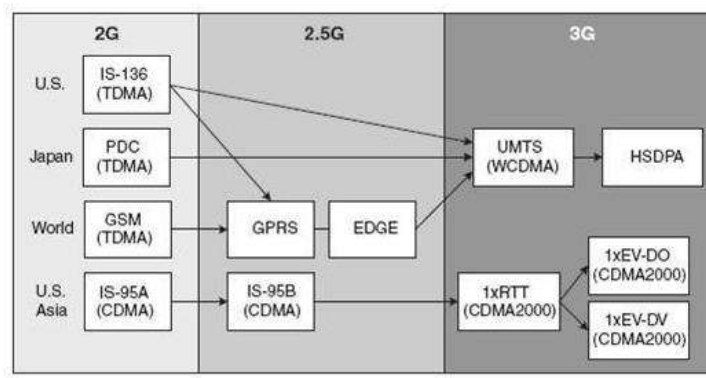 2G
2.5G
3G
U.S.
IS-136
(TDMA)
Japan
PDC
(TDMA)
UMTS
(WCDMA)
HSDPA
World
GSM
(TDMA)
GPRS
EDGE
U.S.
Asia
IS-95A
(CDMA)
IS-95B
(CDMA)
1xRTT
(CDMA2000)
1xEV-DO
(CDMA2000)
1xEV-DV
(CDMA2000)